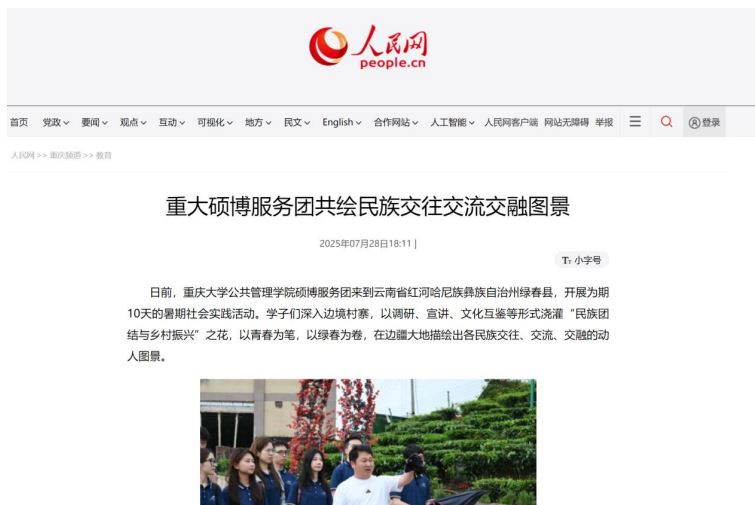 人民网
people.cn
首页 党政 要闻 观点 互动 可视化 地方 民文 English 合作网站 人工智能 人民网客户端 网站无障碍 举报 登录
人民网 >> 重庆频道 >> 教育
重大硕博服务团共绘民族交往交流交融图景
2025年07月28日18:11 |
TT 小字号
日前，重庆大学公共管理学院硕博服务团来到云南省红河哈尼族彝族自治州绿春县，开展为期
10天的暑期社会实践活动。学子们深入边境村寨，以调研、宣讲、文化互鉴等形式浇灌“民族团
结与乡村振兴”之花，以青春为笔，以绿春为卷，在边疆大地描绘出各民族交往、交流、交融的动
人图景。